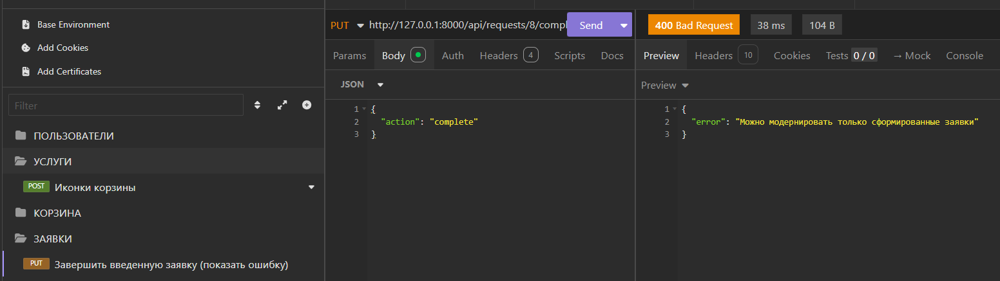 Base Environment
Add Cookies
Add Certificates
Filter
ПОЛЬЗОВАТЕЛИ
УСЛУГИ
POST Иконки корзины
КОРЗИНА
ЗАЯВКИ
PUT Завершить введенную заявку (показать ошибку)
PUT http://127.0.0.1:8000/api/requests/8/compl Send
Params Body Auth Headers 4 Scripts Docs
JSON
1 {
2 "action": "complete"
3 }
400 Bad Request 38 ms 104 B
Preview Headers 10 Cookies Tests 0 / 0 → Mock Console
Preview
1 {
2 "error": "Можно модернировать только сформированные заявки"
3 }